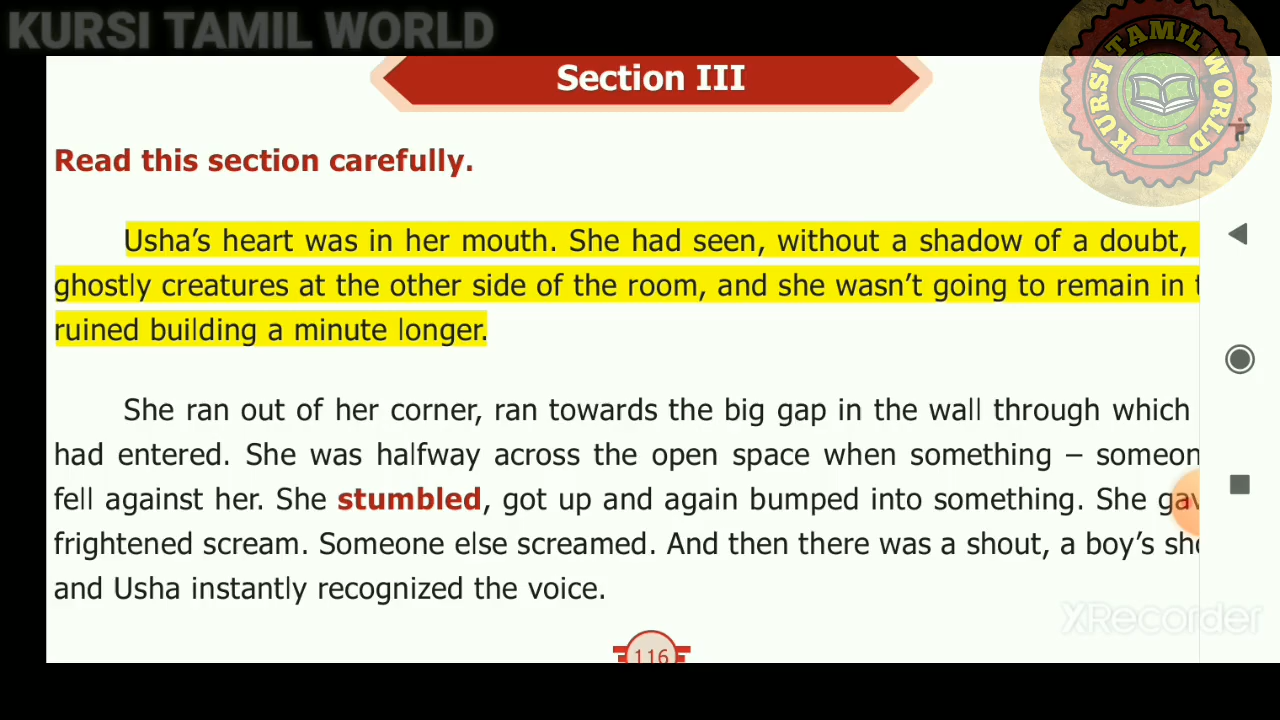 KURSI TAMIL WORLD
KURSI TAMIL WORLD
Section III
Read this section carefully.
Usha's heart was in her mouth. She had seen, without a shadow of a doubt,
ghostly creatures at the other side of the room, and she wasn't going to remain in
ruined building a minute longer.
She ran out of her corner, ran towards the big gap in the wall through which
had entered. She was halfway across the open space when something – someon
fell against her. She stumbled, got up and again bumped into something. She
frightened scream. Someone else screamed. And then there was a shout, a boy's
and Usha instantly recognized the voice.
XRecorder
116